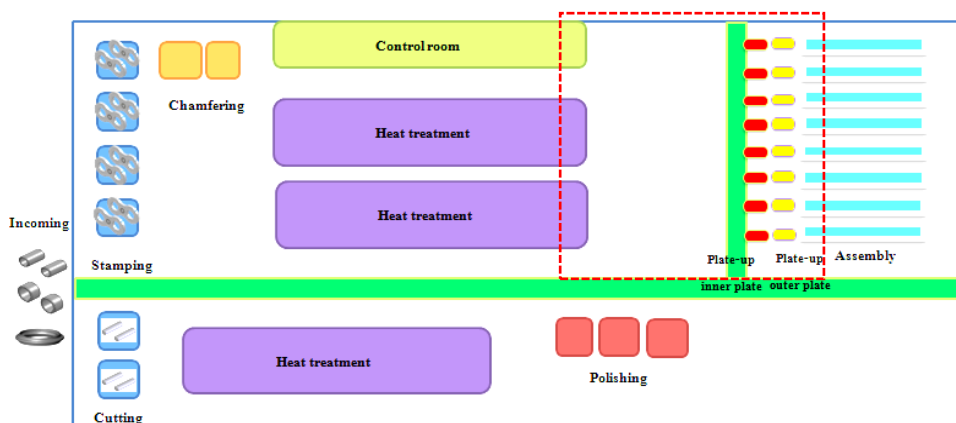 Control room
Chamfering
Heat treatment
Heat treatment
Incoming
Stamping
Plate-up
Plate-up
Assembly
inner plate
outer plate
Heat treatment
Polishing
Cutting